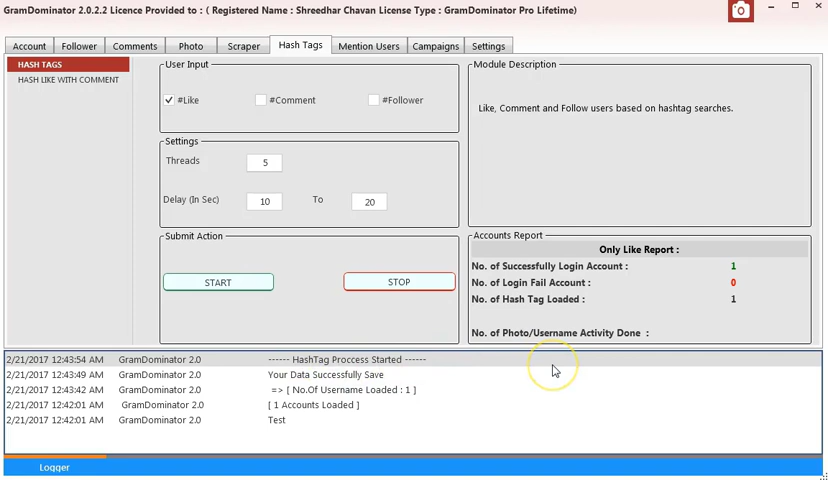 GramDominator 2.0.2.2 Licence Provided to : ( Registered Name : Shreedhar Chavan License Type : GramDominator Pro Lifetime)
Account Follower Comments Photo Scraper Hash Tags Mention Users Campaigns Settings
HASH TAGS
HASH LIKE WITH COMMENT
User Input
#Like #Comment #Follower
Settings
Threads 5
Delay (In Sec) 10 To 20
Submit Action
START STOP
Module Description
Like, Comment and Follow users based on hashtag searches.
Accounts Report
Only Like Report :
No. of Successfully Login Account : 1
No. of Login Fail Account : 0
No. of Hash Tag Loaded : 1
No. of Photo/Username Activity Done :
2/21/2017 12:43:54 AM GramDominator 2.0 ------ HashTag Proccess Started ------
2/21/2017 12:43:49 AM GramDominator 2.0 Your Data Successfully Save
2/21/2017 12:43:42 AM GramDominator 2.0 => [ No.Of Username Loaded : 1 ]
2/21/2017 12:42:01 AM GramDominator 2.0 [ 1 Accounts Loaded ]
2/21/2017 12:42:01 AM GramDominator 2.0 Test
Logger